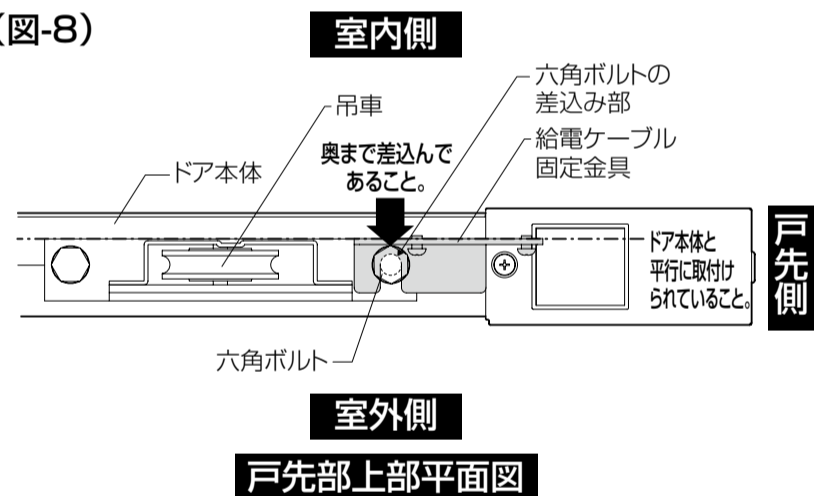 (図-8)
室内側
六角ボルトの
差込み部
吊車
給電ケーブル
固定金具
奥まで差込んで
あること。
ドア本体
ドア本体と
平行に取付け
られていること。
戸先側
六角ボルト
室外側
戸先部上部平面図